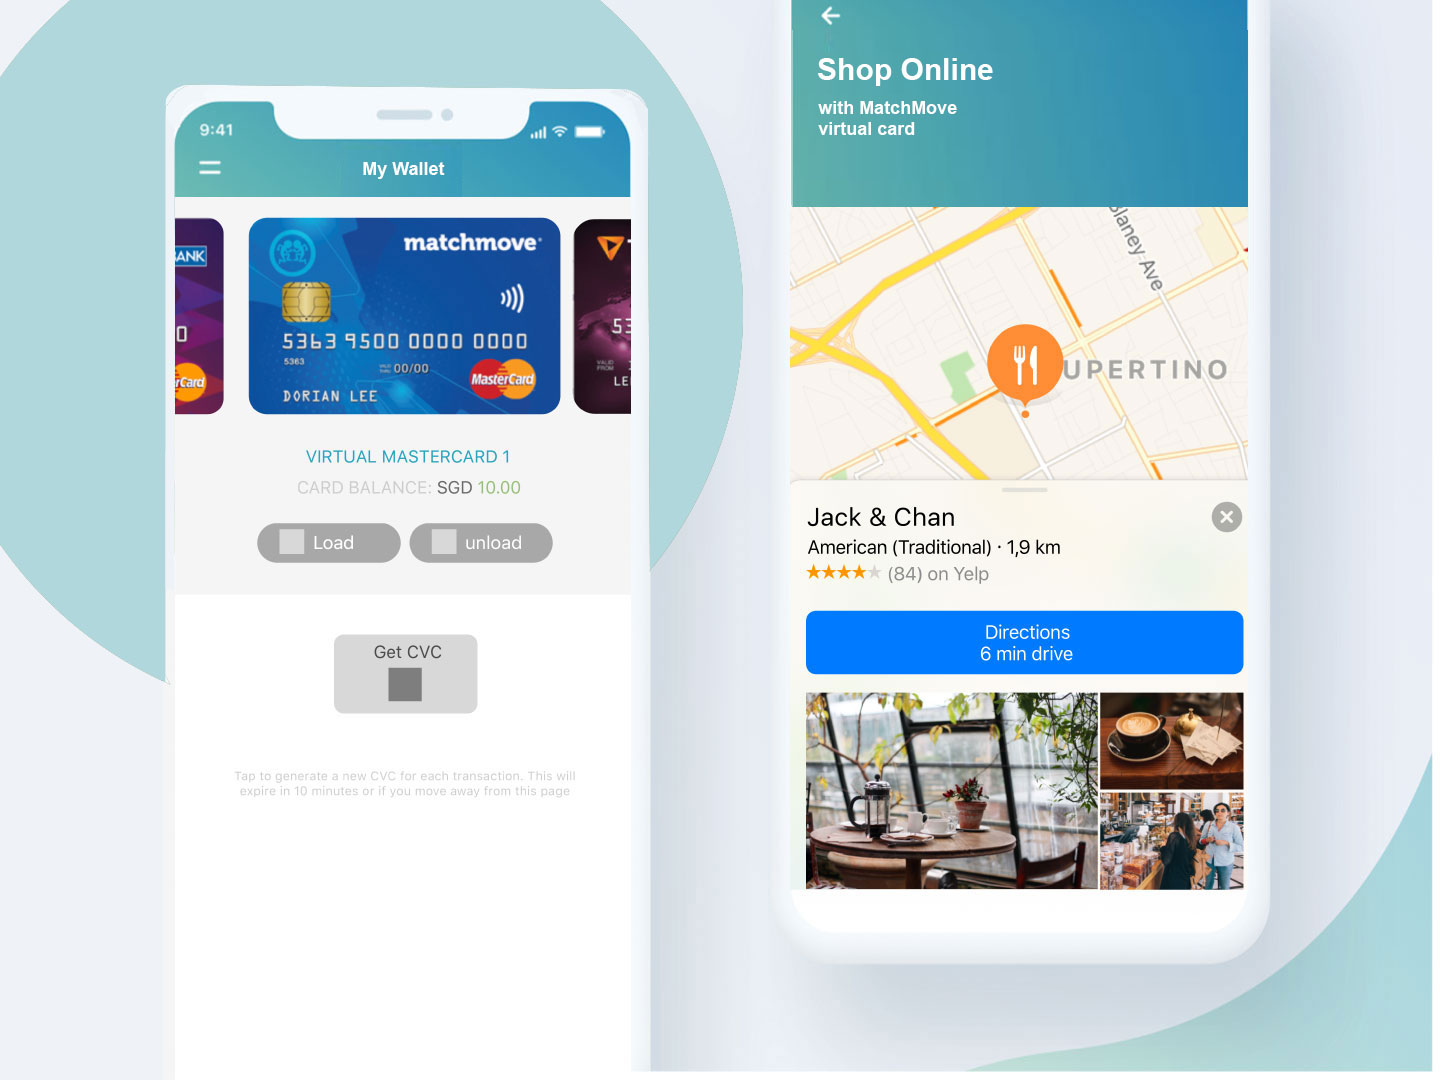 9:41
My Wallet
BANK
MasterCard
matchmove
5363 9500 0000 0000
5363
VALID THRU 00/00
DORIAN LEE
MasterCard
53
VALID
FROM
LE
VIRTUAL MASTERCARD 1
CARD BALANCE: SGD 10.00
Load
unload
Get CVC
Tap to generate a new CVC for each transaction. This will
expire in 10 minutes or if you move away from this page
Shop Online
with MatchMove
virtual card
Blaney Ave
UPERTINO
Jack & Chan
American (Traditional) · 1,9 km
(84) on Yelp
Directions
6 min drive